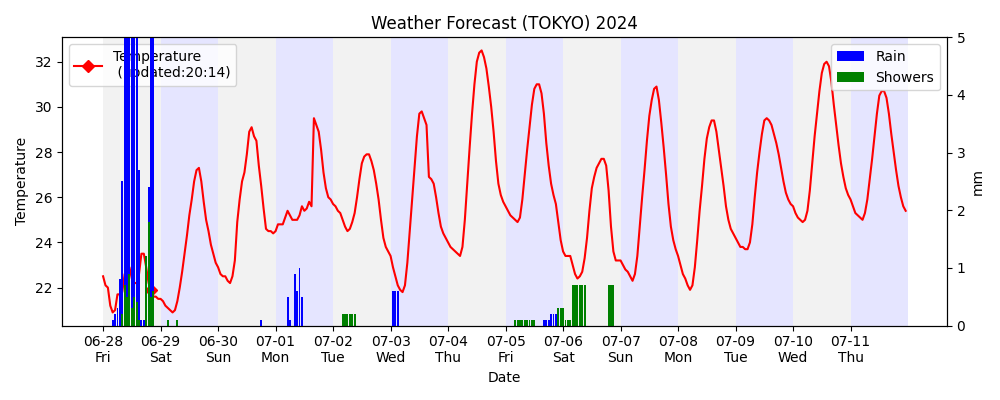 Weather Forecast (TOKYO) 2024
Temperature
(updated:20:14)
Rain
Showers
32
30
28
26
24
22
Temperature
5
4
3
2
1
0
mm
06-28 06-29 06-30 07-01 07-02 07-03 07-04 07-05 07-06 07-07 07-08 07-09 07-10 07-11
Fri Sat Sun Mon Tue Wed Thu Fri Sat Sun Mon Tue Wed Thu
Date